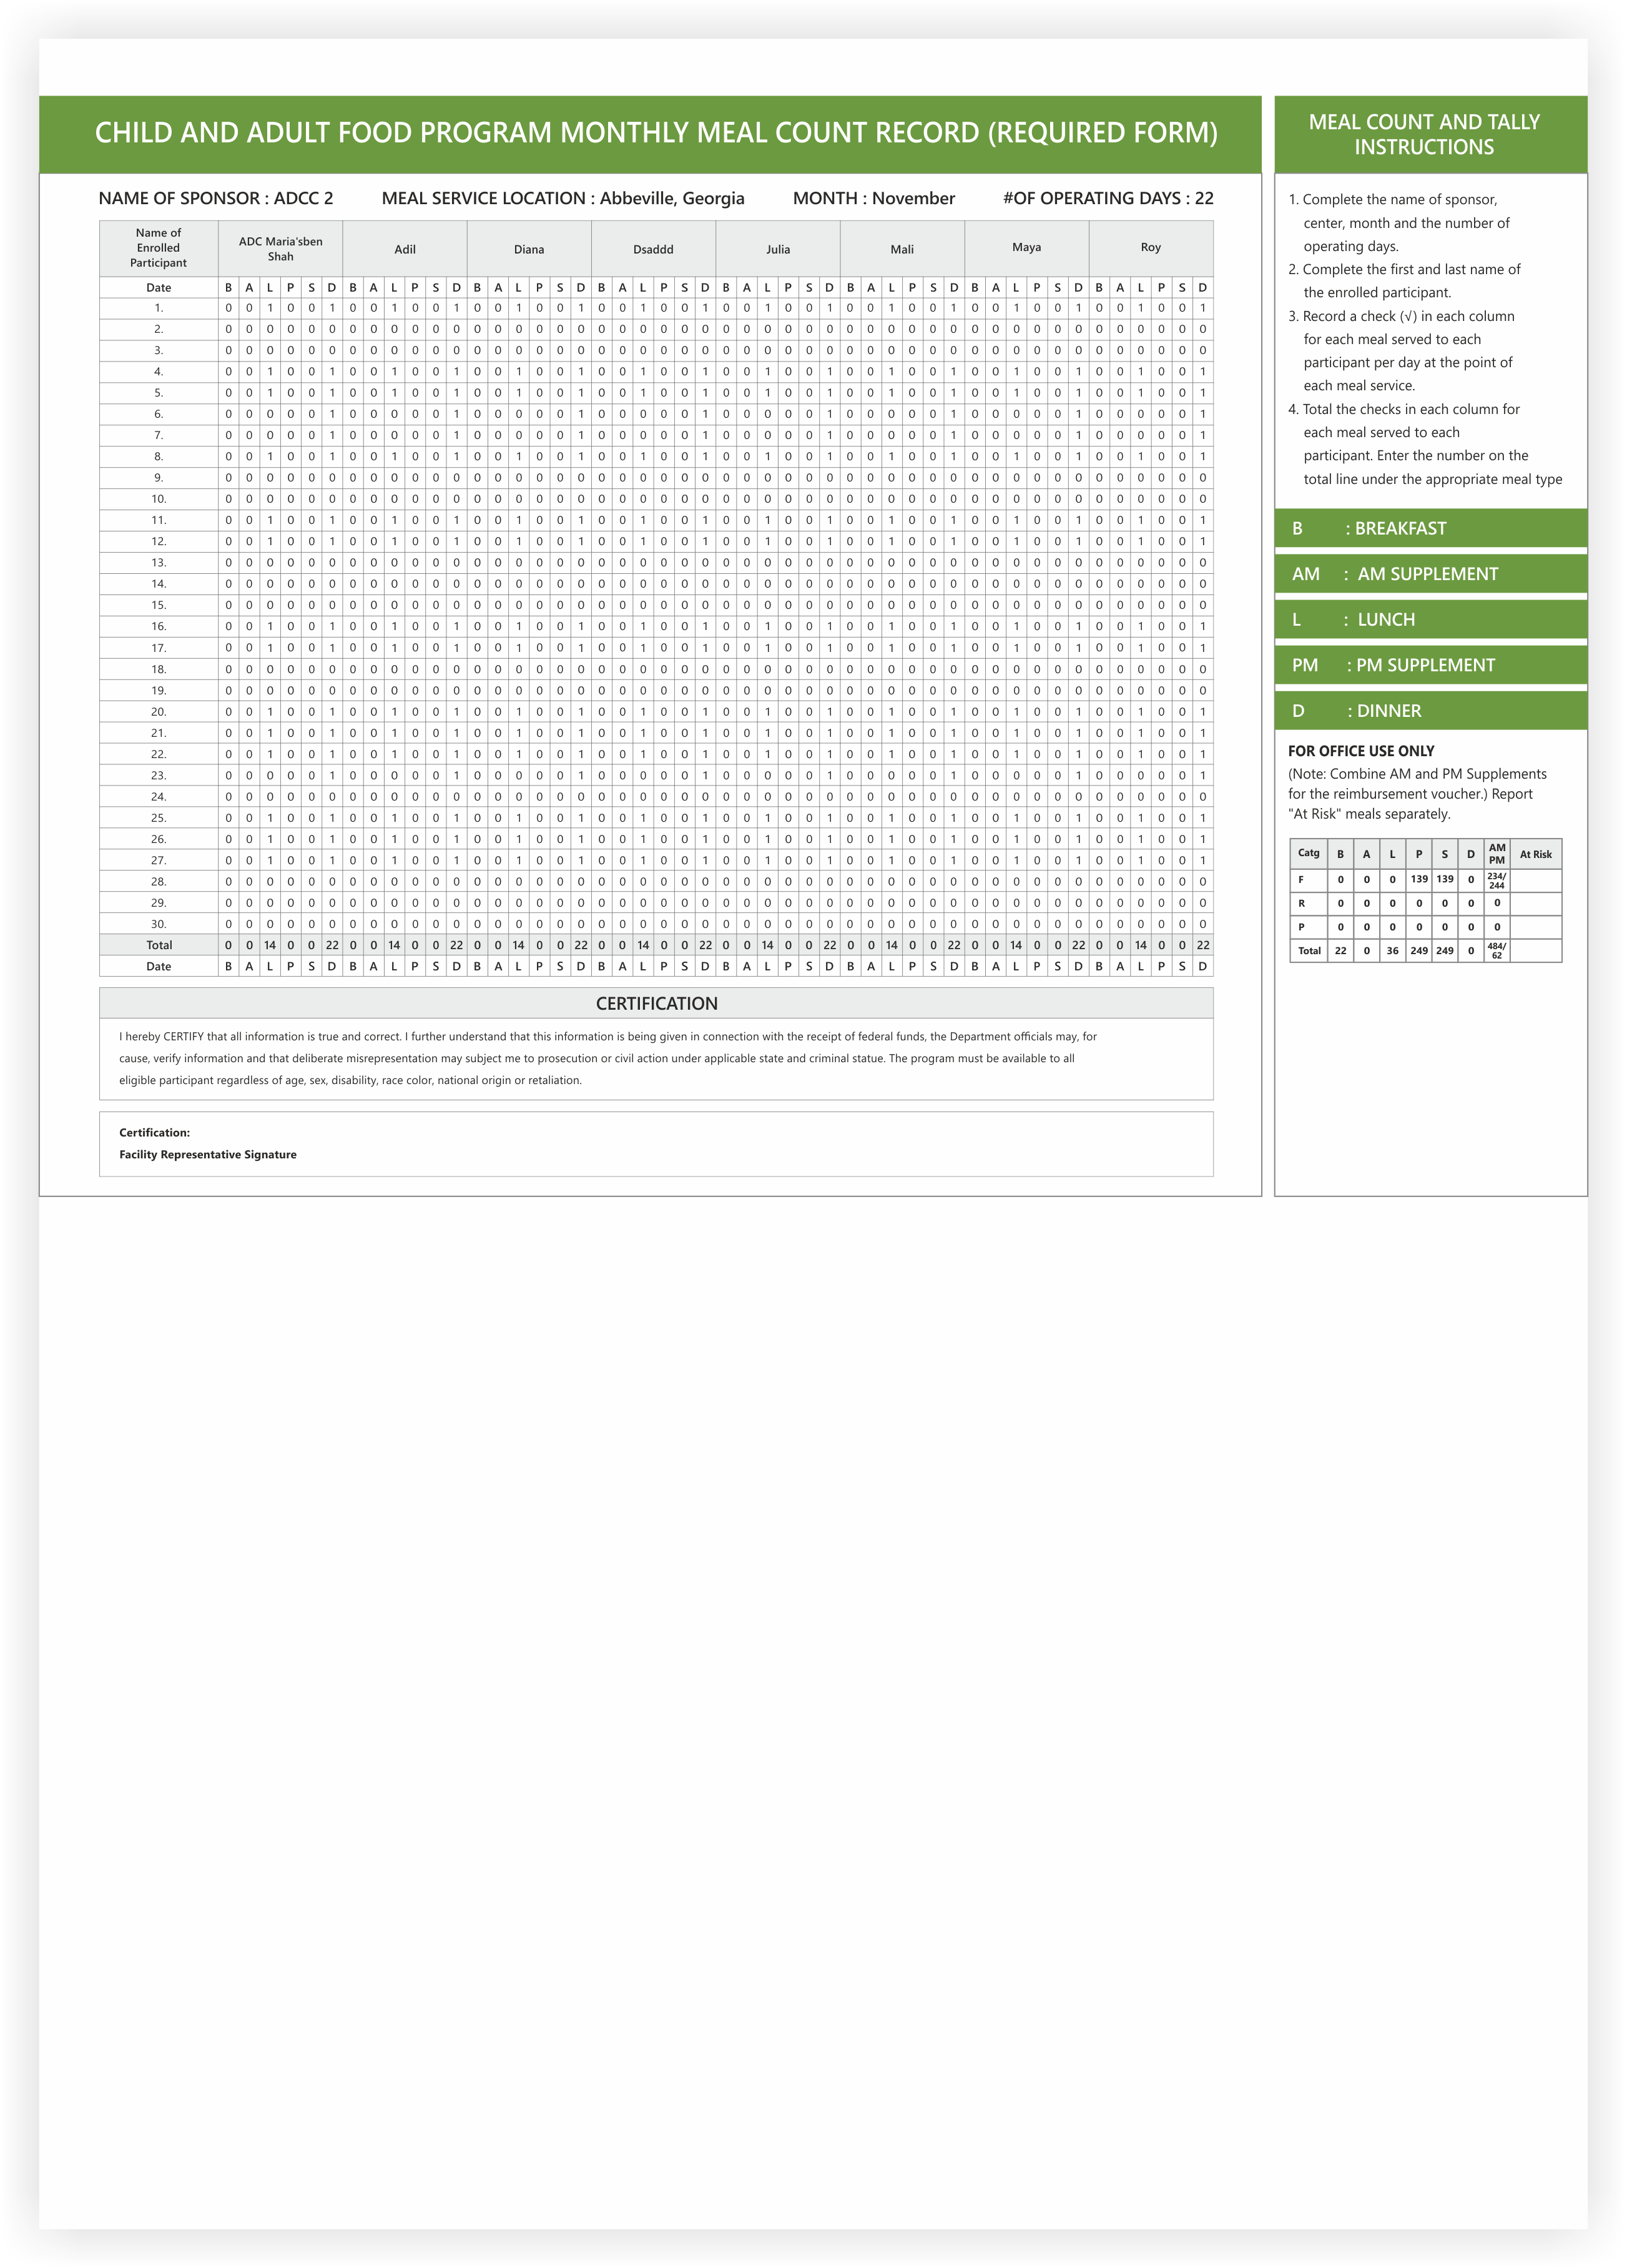 CHILD AND ADULT FOOD PROGRAM MONTHLY MEAL COUNT RECORD (REQUIRED FORM)
NAME OF SPONSOR : ADCC 2 MEAL SERVICE LOCATION : Abbeville, Georgia MONTH : November #OF OPERATING DAYS : 22
Name of
Enrolled
Participant
ADC Maria'sben
Shah
Adil Diana Dsaddd Julia Mali Maya Roy
Date B A L P S D B A L P S D B A L P S D B A L P S D B A L P S D B A L P S D B A L P S D B A L P S D
1. 0 0 1 0 0 1 0 0 1 0 0 1 0 0 1 0 0 1 0 0 1 0 0 1 0 0 1 0 0 1 0 0 1 0 0 1 0 0 1 0 0 1 0 0 1 0 0 1
2. 0 0 0 0 0 0 0 0 0 0 0 0 0 0 0 0 0 0 0 0 0 0 0 0 0 0 0 0 0 0 0 0 0 0 0 0 0 0 0 0 0 0 0 0 0 0 0 0
3. 0 0 0 0 0 0 0 0 0 0 0 0 0 0 0 0 0 0 0 0 0 0 0 0 0 0 0 0 0 0 0 0 0 0 0 0 0 0 0 0 0 0 0 0 0 0 0 0
4. 0 0 1 0 0 1 0 0 1 0 0 1 0 0 1 0 0 1 0 0 1 0 0 1 0 0 1 0 0 1 0 0 1 0 0 1 0 0 1 0 0 1 0 0 1 0 0 1
5. 0 0 1 0 0 1 0 0 1 0 0 1 0 0 1 0 0 1 0 0 1 0 0 1 0 0 1 0 0 1 0 0 1 0 0 1 0 0 1 0 0 1 0 0 1 0 0 1
6. 0 0 0 0 0 1 0 0 0 0 0 1 0 0 0 0 0 1 0 0 0 0 0 1 0 0 0 0 0 1 0 0 0 0 0 1 0 0 0 0 0 1 0 0 0 0 0 1
7. 0 0 0 0 0 1 0 0 0 0 0 1 0 0 0 0 0 1 0 0 0 0 0 1 0 0 0 0 0 1 0 0 0 0 0 1 0 0 0 0 0 1 0 0 0 0 0 1
8. 0 0 1 0 0 1 0 0 1 0 0 1 0 0 1 0 0 1 0 0 1 0 0 1 0 0 1 0 0 1 0 0 1 0 0 1 0 0 1 0 0 1 0 0 1 0 0 1
9. 0 0 0 0 0 0 0 0 0 0 0 0 0 0 0 0 0 0 0 0 0 0 0 0 0 0 0 0 0 0 0 0 0 0 0 0 0 0 0 0 0 0 0 0 0 0 0 0
10. 0 0 0 0 0 0 0 0 0 0 0 0 0 0 0 0 0 0 0 0 0 0 0 0 0 0 0 0 0 0 0 0 0 0 0 0 0 0 0 0 0 0 0 0 0 0 0 0
11. 0 0 1 0 0 1 0 0 1 0 0 1 0 0 1 0 0 1 0 0 1 0 0 1 0 0 1 0 0 1 0 0 1 0 0 1 0 0 1 0 0 1 0 0 1 0 0 1
12. 0 0 1 0 0 1 0 0 1 0 0 1 0 0 1 0 0 1 0 0 1 0 0 1 0 0 1 0 0 1 0 0 1 0 0 1 0 0 1 0 0 1 0 0 1 0 0 1
13. 0 0 0 0 0 0 0 0 0 0 0 0 0 0 0 0 0 0 0 0 0 0 0 0 0 0 0 0 0 0 0 0 0 0 0 0 0 0 0 0 0 0 0 0 0 0 0 0
14. 0 0 0 0 0 0 0 0 0 0 0 0 0 0 0 0 0 0 0 0 0 0 0 0 0 0 0 0 0 0 0 0 0 0 0 0 0 0 0 0 0 0 0 0 0 0 0 0
15. 0 0 0 0 0 0 0 0 0 0 0 0 0 0 0 0 0 0 0 0 0 0 0 0 0 0 0 0 0 0 0 0 0 0 0 0 0 0 0 0 0 0 0 0 0 0 0 0
16. 0 0 1 0 0 1 0 0 1 0 0 1 0 0 1 0 0 1 0 0 1 0 0 1 0 0 1 0 0 1 0 0 1 0 0 1 0 0 1 0 0 1 0 0 1 0 0 1
17. 0 0 1 0 0 1 0 0 1 0 0 1 0 0 1 0 0 1 0 0 1 0 0 1 0 0 1 0 0 1 0 0 1 0 0 1 0 0 1 0 0 1 0 0 1 0 0 1
18. 0 0 0 0 0 0 0 0 0 0 0 0 0 0 0 0 0 0 0 0 0 0 0 0 0 0 0 0 0 0 0 0 0 0 0 0 0 0 0 0 0 0 0 0 0 0 0 0
19. 0 0 0 0 0 0 0 0 0 0 0 0 0 0 0 0 0 0 0 0 0 0 0 0 0 0 0 0 0 0 0 0 0 0 0 0 0 0 0 0 0 0 0 0 0 0 0 0
20. 0 0 1 0 0 1 0 0 1 0 0 1 0 0 1 0 0 1 0 0 1 0 0 1 0 0 1 0 0 1 0 0 1 0 0 1 0 0 1 0 0 1 0 0 1 0 0 1
21. 0 0 1 0 0 1 0 0 1 0 0 1 0 0 1 0 0 1 0 0 1 0 0 1 0 0 1 0 0 1 0 0 1 0 0 1 0 0 1 0 0 1 0 0 1 0 0 1
22. 0 0 1 0 0 1 0 0 1 0 0 1 0 0 1 0 0 1 0 0 1 0 0 1 0 0 1 0 0 1 0 0 1 0 0 1 0 0 1 0 0 1 0 0 1 0 0 1
23. 0 0 0 0 0 1 0 0 0 0 0 1 0 0 0 0 0 1 0 0 0 0 0 1 0 0 0 0 0 1 0 0 0 0 0 1 0 0 0 0 0 1 0 0 0 0 0 1
24. 0 0 0 0 0 0 0 0 0 0 0 0 0 0 0 0 0 0 0 0 0 0 0 0 0 0 0 0 0 0 0 0 0 0 0 0 0 0 0 0 0 0 0 0 0 0 0 0
25. 0 0 1 0 0 1 0 0 1 0 0 1 0 0 1 0 0 1 0 0 1 0 0 1 0 0 1 0 0 1 0 0 1 0 0 1 0 0 1 0 0 1 0 0 1 0 0 1
26. 0 0 1 0 0 1 0 0 1 0 0 1 0 0 1 0 0 1 0 0 1 0 0 1 0 0 1 0 0 1 0 0 1 0 0 1 0 0 1 0 0 1 0 0 1 0 0 1
27. 0 0 1 0 0 1 0 0 1 0 0 1 0 0 1 0 0 1 0 0 1 0 0 1 0 0 1 0 0 1 0 0 1 0 0 1 0 0 1 0 0 1 0 0 1 0 0 1
28. 0 0 0 0 0 0 0 0 0 0 0 0 0 0 0 0 0 0 0 0 0 0 0 0 0 0 0 0 0 0 0 0 0 0 0 0 0 0 0 0 0 0 0 0 0 0 0 0
29. 0 0 0 0 0 0 0 0 0 0 0 0 0 0 0 0 0 0 0 0 0 0 0 0 0 0 0 0 0 0 0 0 0 0 0 0 0 0 0 0 0 0 0 0 0 0 0 0
30. 0 0 0 0 0 0 0 0 0 0 0 0 0 0 0 0 0 0 0 0 0 0 0 0 0 0 0 0 0 0 0 0 0 0 0 0 0 0 0 0 0 0 0 0 0 0 0 0
Total 0 0 14 0 0 22 0 0 14 0 0 22 0 0 14 0 0 22 0 0 14 0 0 22 0 0 14 0 0 22 0 0 14 0 0 22 0 0 14 0 0 22 0 0 14 0 0 22
Date B A L P S D B A L P S D B A L P S D B A L P S D B A L P S D B A L P S D B A L P S D B A L P S D
CERTIFICATION
I hereby CERTIFY that all information is true and correct. I further understand that this information is being given in connection with the receipt of federal funds, the Department officials may, for
cause, verify information and that deliberate misrepresentation may subject me to prosecution or civil action under applicable state and criminal statue. The program must be available to all
eligible participant regardless of age, sex, disability, race color, national origin or retaliation.
Certification:
Facility Representative Signature
MEAL COUNT AND TALLY
INSTRUCTIONS
1. Complete the name of sponsor,
center, month and the number of
operating days.
2. Complete the first and last name of
the enrolled participant.
3. Record a check (√) in each column
for each meal served to each
participant per day at the point of
each meal service.
4. Total the checks in each column for
each meal served to each
participant. Enter the number on the
total line under the appropriate meal type
B : BREAKFAST
AM : AM SUPPLEMENT
L : LUNCH
PM : PM SUPPLEMENT
D : DINNER
FOR OFFICE USE ONLY
(Note: Combine AM and PM Supplements
for the reimbursement voucher.) Report
"At Risk" meals separately.
Catg B A L P S D AM PM At Risk
F 0 0 0 139 139 0 234/ 244
R 0 0 0 0 0 0 0
P 0 0 0 0 0 0 0
Total 22 0 36 249 249 0 484/ 62